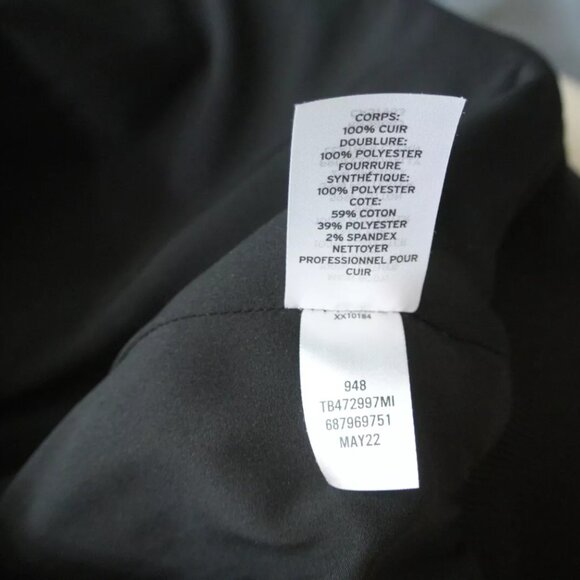 CORPS:
100% CUIR
DOUBLURE:
100% POLYESTER
FOURRURE
SYNTHÉTIQUE:
100% POLYESTER
COTE:
59% COTON
39% POLYESTER
2% SPANDEX
NETTOYER
PROFESSIONNEL POUR
CUIR
XX10184
948
TB472997MI
687969751
MAY22